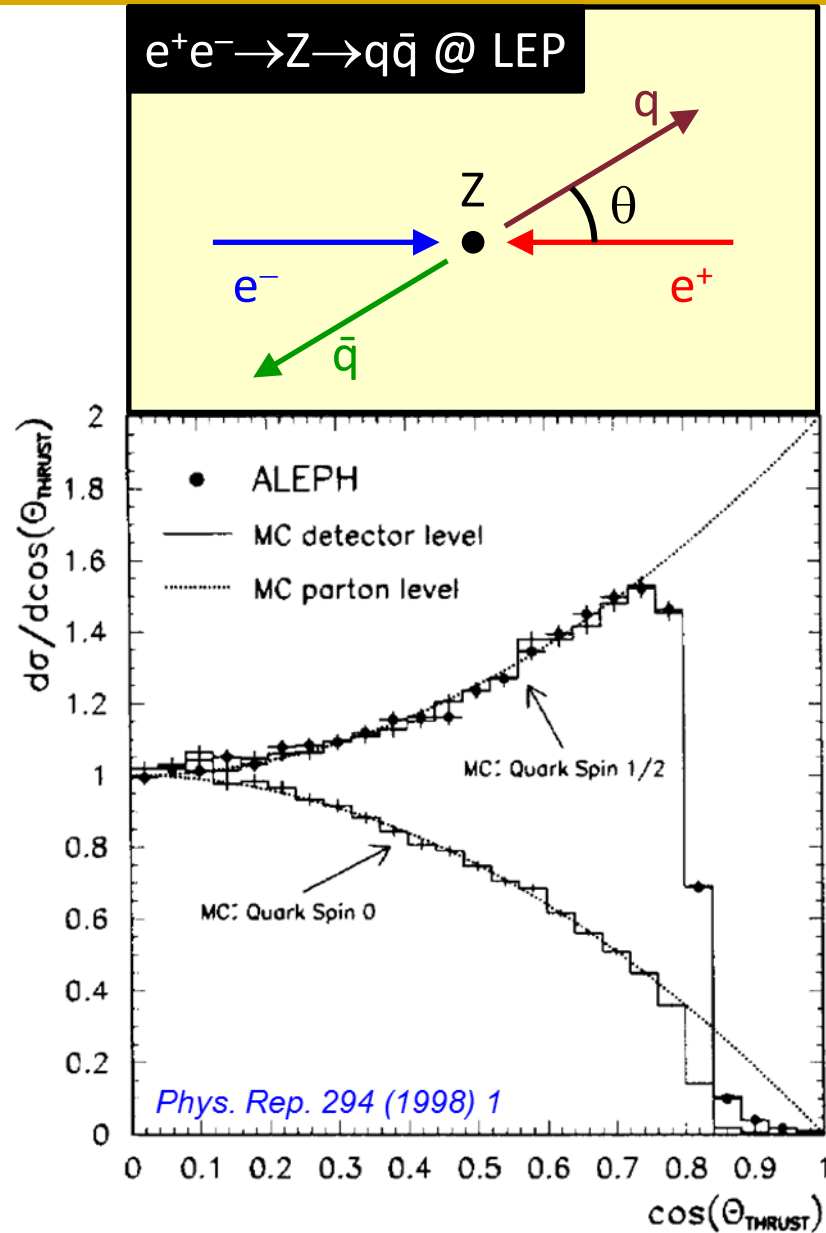 e⁺e⁻→Z→qq̄ @ LEP
q
Z
θ
e⁻
e⁺
q̄
dσ/dcos(Θ_THRUST)
2
1.8
1.6
1.4
1.2
1
0.8
0.6
0.4
0.2
0
ALEPH
MC detector level
MC parton level
MC: Quark Spin 1/2
MC: Quark Spin 0
Phys. Rep. 294 (1998) 1
0 0.1 0.2 0.3 0.4 0.5 0.6 0.7 0.8 0.9 1
cos(Θ_THRUST)